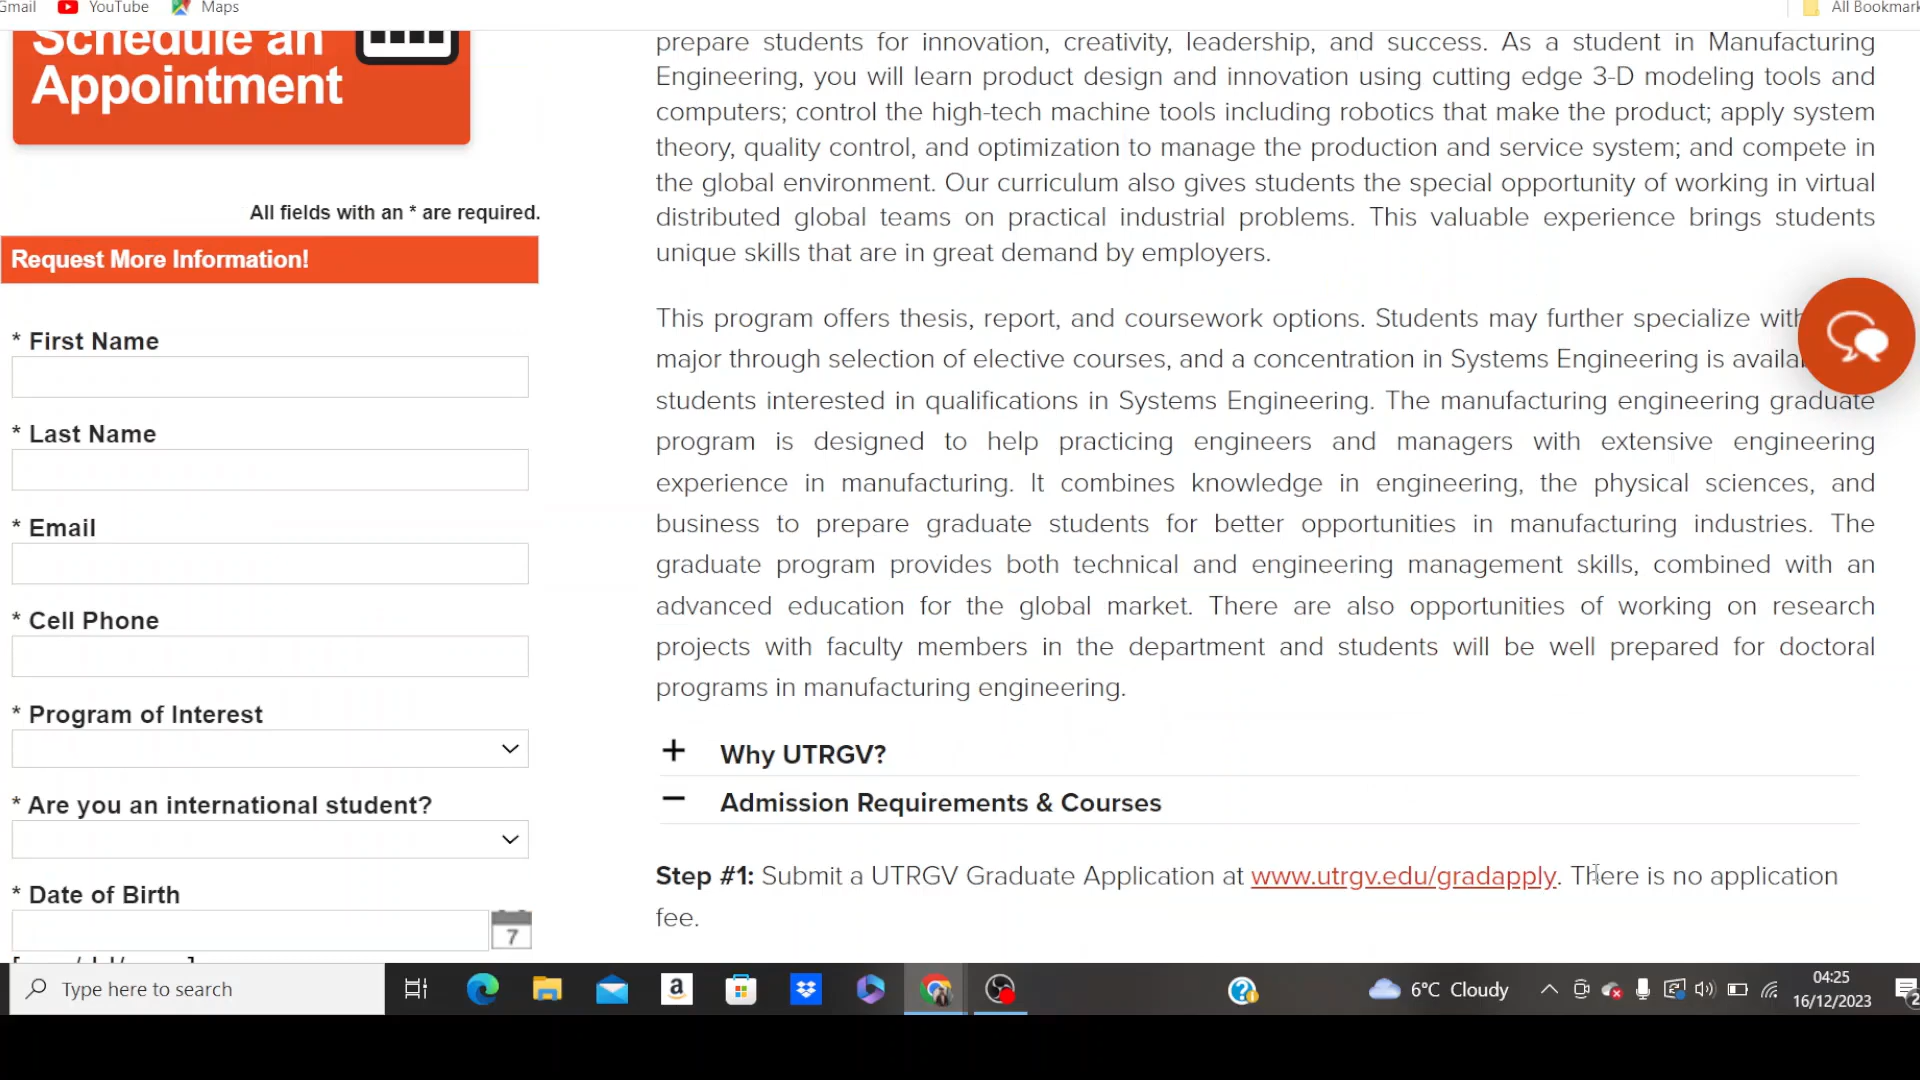 Gmail
YouTube
Maps
All Bookmark
Schedule an
Appointment
All fields with an * are required.
Request More Information!
* First Name
* Last Name
* Email
* Cell Phone
* Program of Interest
* Are you an international student?
* Date of Birth
7
prepare students for innovation, creativity, leadership, and success. As a student in Manufacturing
Engineering, you will learn product design and innovation using cutting edge 3-D modeling tools and
computers; control the high-tech machine tools including robotics that make the product; apply system
theory, quality control, and optimization to manage the production and service system; and compete in
the global environment. Our curriculum also gives students the special opportunity of working in virtual
distributed global teams on practical industrial problems. This valuable experience brings students
unique skills that are in great demand by employers.
This program offers thesis, report, and coursework options. Students may further specialize with
major through selection of elective courses, and a concentration in Systems Engineering is availa
students interested in qualifications in Systems Engineering. The manufacturing engineering graduate
program is designed to help practicing engineers and managers with extensive engineering
experience in manufacturing. It combines knowledge in engineering, the physical sciences, and
business to prepare graduate students for better opportunities in manufacturing industries. The
graduate program provides both technical and engineering management skills, combined with an
advanced education for the global market. There are also opportunities of working on research
projects with faculty members in the department and students will be well prepared for doctoral
programs in manufacturing engineering.
+ Why UTRGV?
− Admission Requirements & Courses
Step #1: Submit a UTRGV Graduate Application at www.utrgv.edu/gradapply. There is no application
fee.
Type here to search
a
6°C Cloudy
04:25
16/12/2023
2